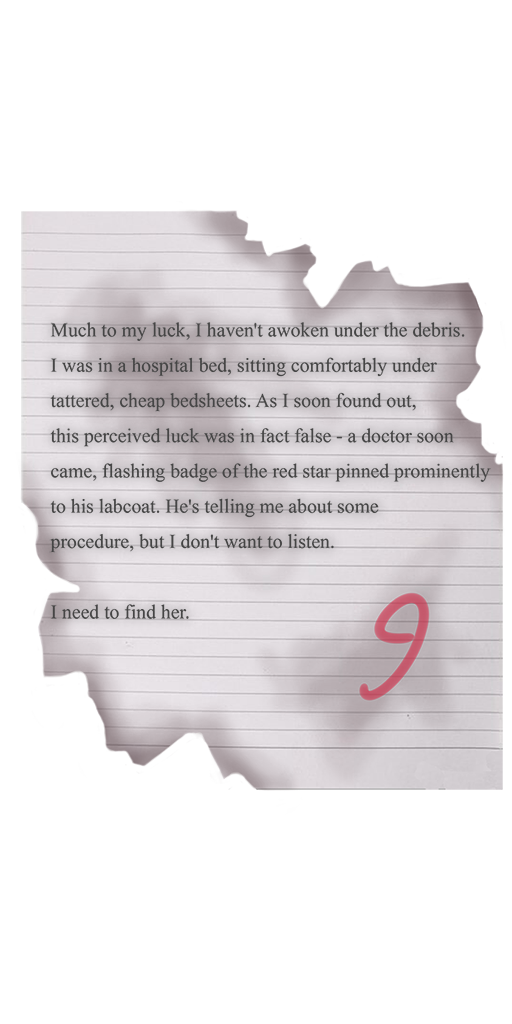 Much to my luck, I haven't awoken under the debris.
I was in a hospital bed, sitting comfortably under
tattered, cheap bedsheets. As I soon found out,
this perceived luck was in fact false - a doctor soon
came, flashing badge of the red star pinned prominently
to his labcoat. He's telling me about some
procedure, but I don't want to listen.
I need to find her.
9